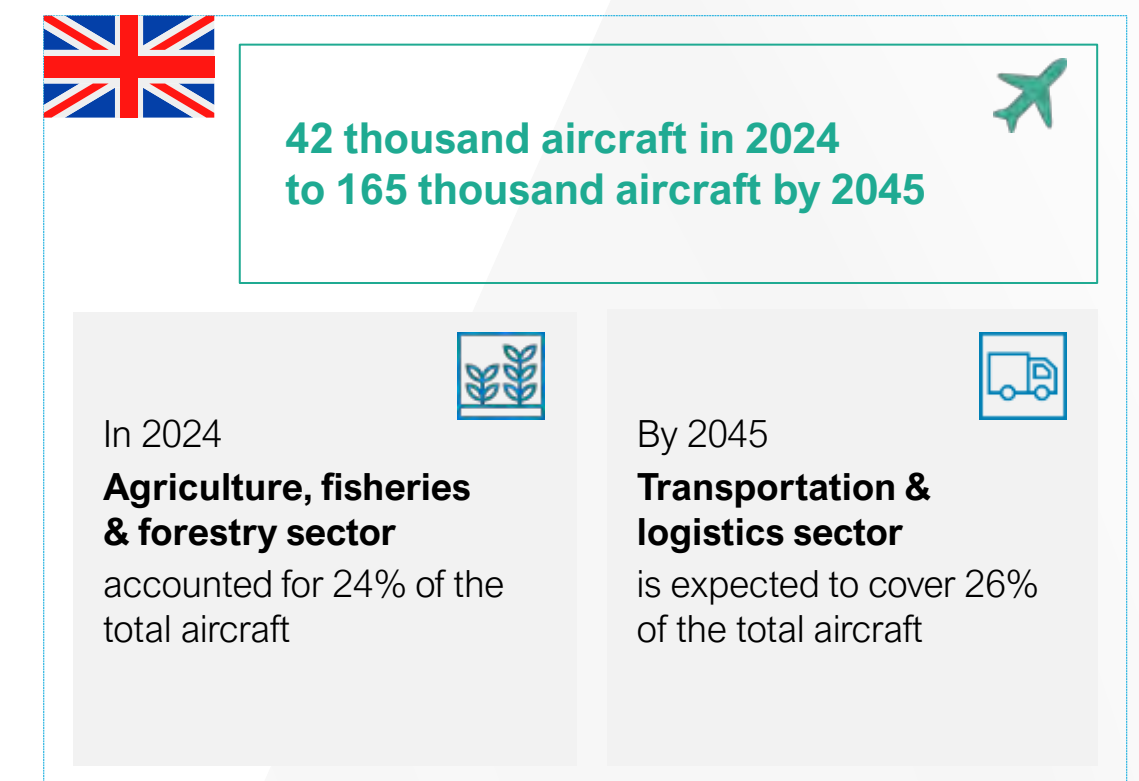 42 thousand aircraft in 2024
to 165 thousand aircraft by 2045
In 2024
Agriculture, fisheries
& forestry sector
accounted for 24% of the
total aircraft
By 2045
Transportation &
logistics sector
is expected to cover 26%
of the total aircraft